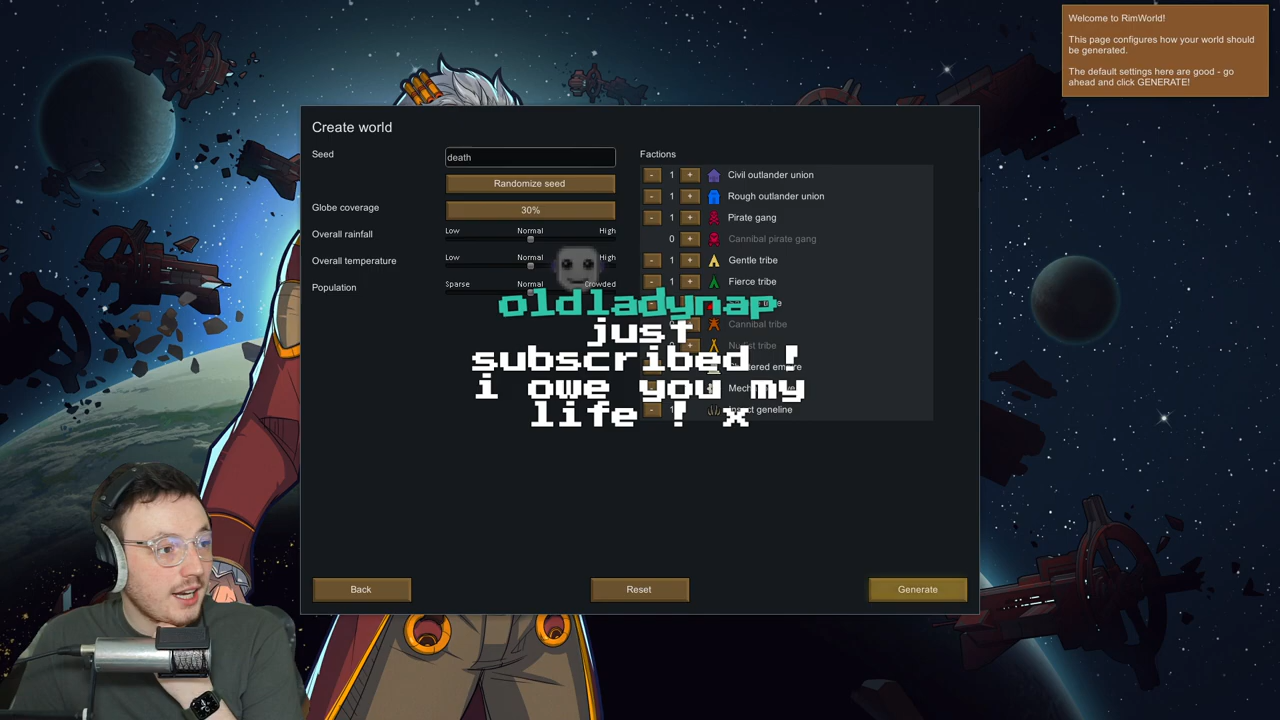 Welcome to RimWorld!
This page configures how your world should
be generated.
The default settings here are good - go
ahead and click GENERATE!
Create world
Seed
death
Randomize seed
Globe coverage
30%
Overall rainfall
Low Normal High
Overall temperature
Low Normal High
Population
Sparse Normal Crowded
Factions
- 1 + Civil outlander union
- 1 + Rough outlander union
- 1 + Pirate gang
0 + Cannibal pirate gang
- 1 + Gentle tribe
- 1 + Fierce tribe
Cannibal tribe
+ tribe
oldladynap
just
subscribed !
i owe you my
life ! x
Back
Reset
Generate